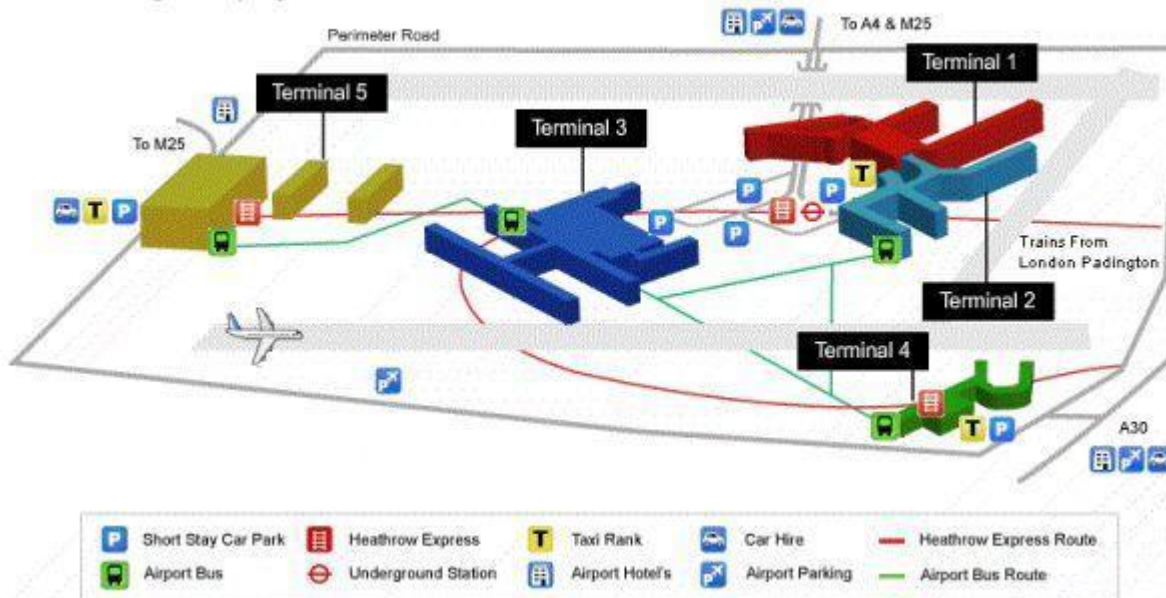 To A4 & M25
Perimeter Road
Terminal 1
Terminal 5
Terminal 3
To M25
Trains From
London Padington
Terminal 2
Terminal 4
A30
P Short Stay Car Park
Heathrow Express
T Taxi Rank
Car Hire
Heathrow Express Route
Airport Bus
Underground Station
Airport Hotel's
P Airport Parking
Airport Bus Route